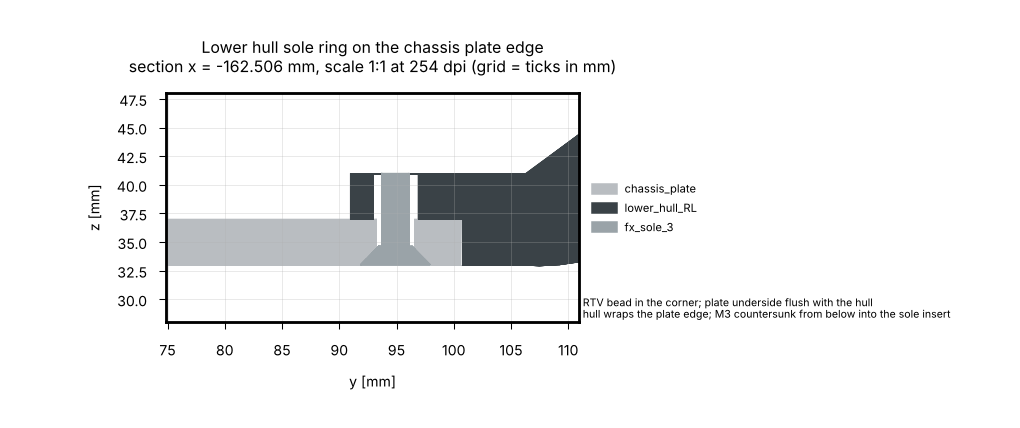 Lower hull sole ring on the chassis plate edge
section x = -162.506 mm, scale 1:1 at 254 dpi (grid = ticks in mm)
47.5
45.0
42.5
40.0
37.5
35.0
32.5
30.0
z [mm]
75 80 85 90 95 100 105 110
y [mm]
chassis_plate
lower_hull_RL
fx_sole_3
RTV bead in the corner; plate underside flush with the hull
hull wraps the plate edge; M3 countersunk from below into the sole insert